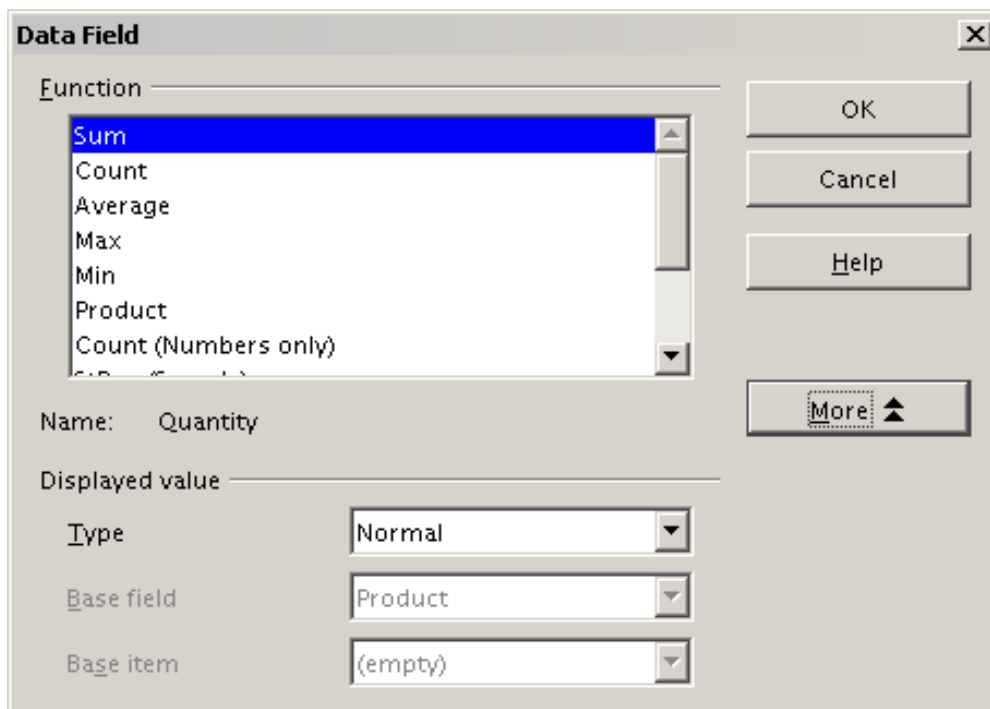 Data Field
Function
Sum
Count
Average
Max
Min
Product
Count (Numbers only)
OK
Cancel
Help
More
Name: Quantity
Displayed value
Type Normal
Base field Product
Base item (empty)